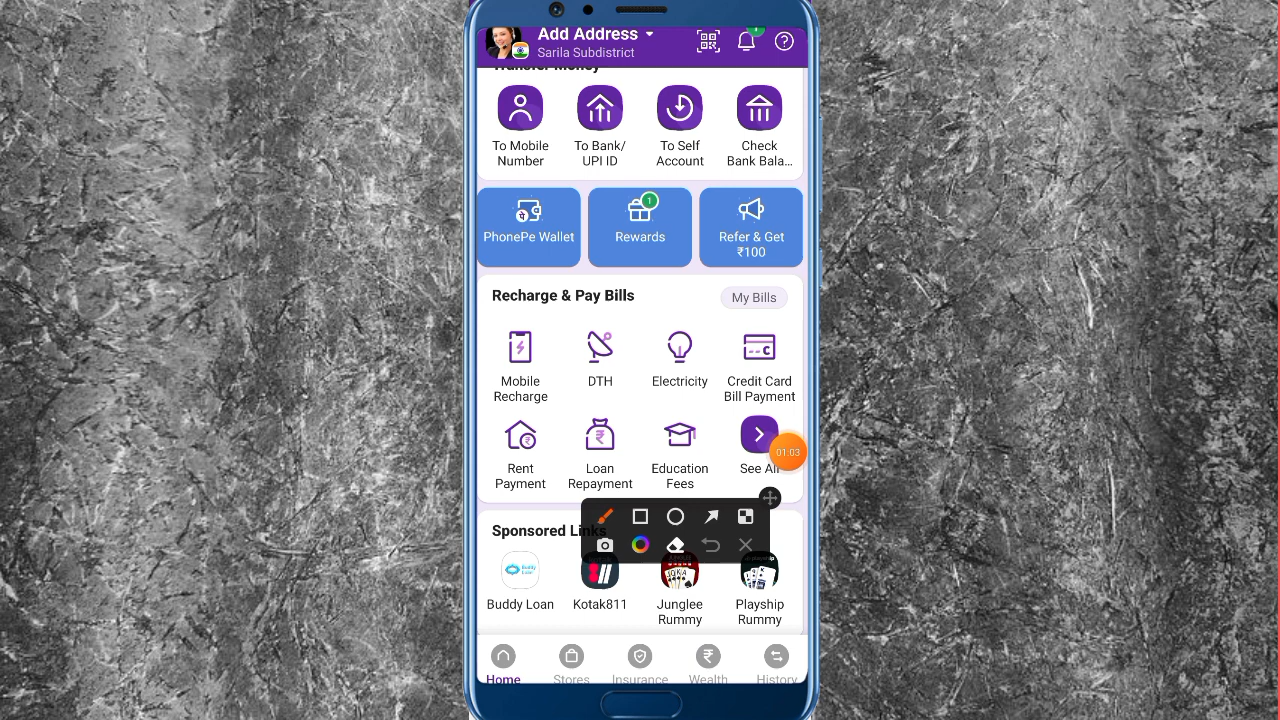 Add Address
Sarila Subdistrict
Transfer Money
To Mobile Number
To Bank/ UPI ID
To Self Account
Check Bank Bala...
PhonePe Wallet
1
Rewards
Refer & Get ₹100
Recharge & Pay Bills
My Bills
Mobile Recharge
DTH
Electricity
Credit Card Bill Payment
Rent Payment
Loan Repayment
Education Fees
See All
01:03
Sponsored Links
Buddy Loan
Kotak811
Junglee Rummy
Playship Rummy
Home
Stores
Insurance
Wealth
History